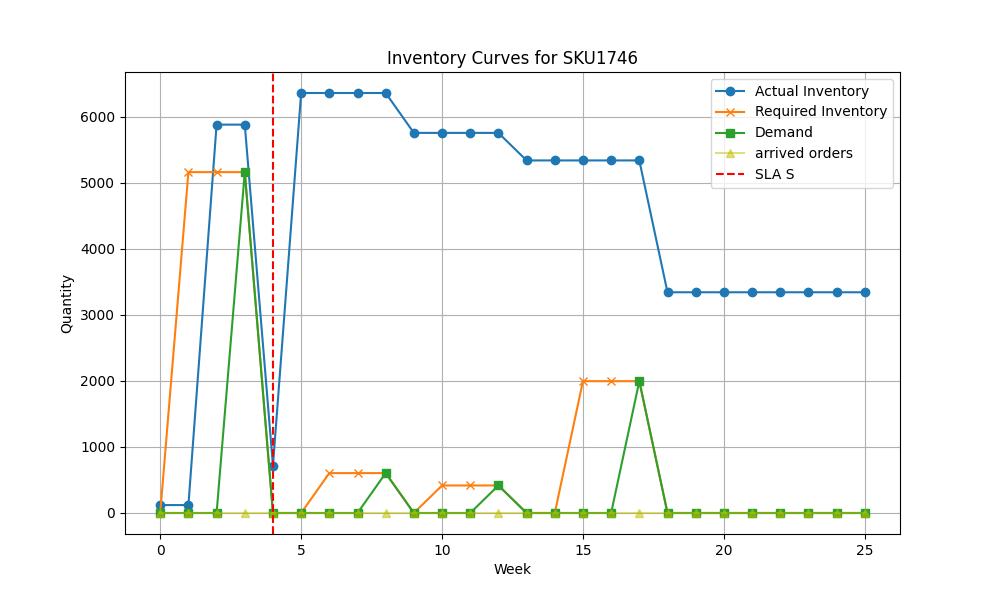 Inventory Curves for SKU1746
Actual Inventory
Required Inventory
Demand
arrived orders
SLA S
Quantity
6000
5000
4000
3000
2000
1000
0
0 5 10 15 20 25
Week